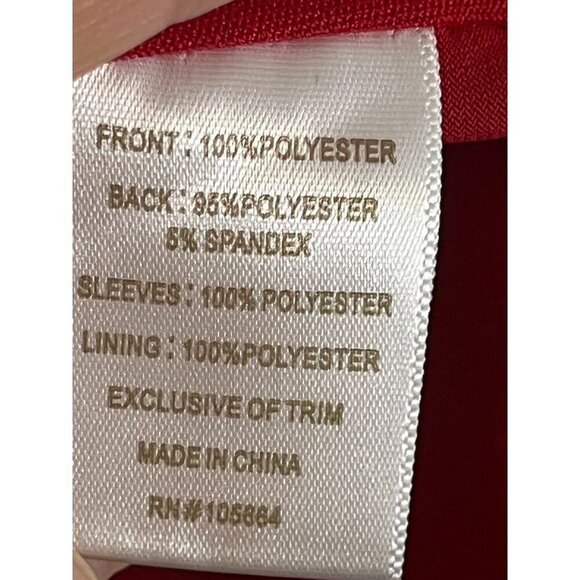 FRONT: 100%POLYESTER
BACK: 95%POLYESTER
5% SPANDEX
SLEEVES: 100% POLYESTER
LINING: 100%POLYESTER
EXCLUSIVE OF TRIM
MADE IN CHINA
RN#105664